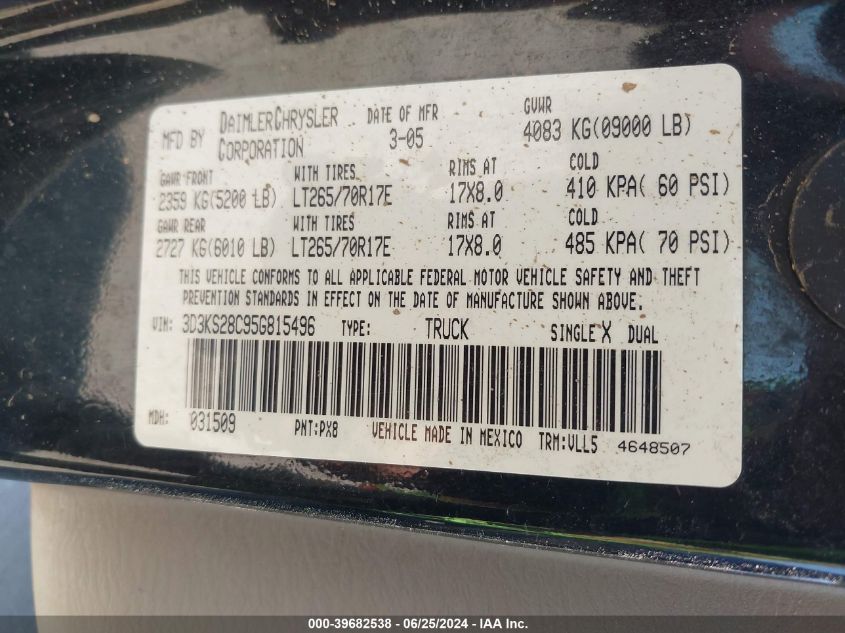 MFD BY DAIMLERCHRYSLER CORPORATION DATE OF MFR 3-05 GVWR 4083 KG(09000 LB)
GAWR FRONT WITH TIRES RIMS AT COLD
2359 KG(5200 LB) LT265/70R17E 17X8.0 410 KPA( 60 PSI)
GAWR REAR WITH TIRES RIMS AT COLD
2727 KG(6010 LB) LT265/70R17E 17X8.0 485 KPA( 70 PSI)
THIS VEHICLE CONFORMS TO ALL APPLICABLE FEDERAL MOTOR VEHICLE SAFETY AND THEFT
PREVENTION STANDARDS IN EFFECT ON THE DATE OF MANUFACTURE SHOWN ABOVE.
VIN: 3D3KS28C95G815496 TYPE: TRUCK SINGLE X DUAL
MDH: 031509 PNT:PX8 VEHICLE MADE IN MEXICO TRM:VLL5 4648507
000-39682538 - 06/25/2024 - IAA Inc.